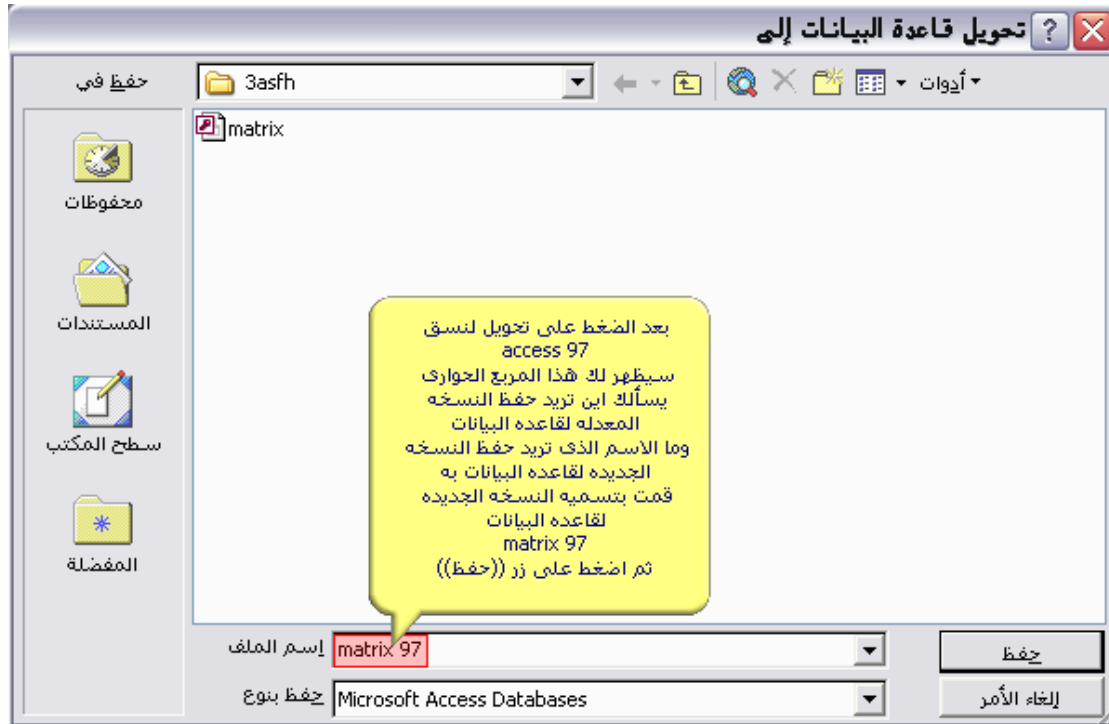 تحويل قاعدة البيانات إلى
حفظ في
3asfh
أدوات
matrix
محفوظات
المستندات
سطح المكتب
المفضلة
بعد الضغط على تحويل لنسق
access 97
سيظهر لك هذا المربع الحوارى
يسألك اين تريد حفظ النسخه
المعدله لقاعده البيانات
وما الاسم الذى تريد حفظ النسخه
الجديده لقاعده البيانات به
قمت بتسميه النسخه الجديده
لقاعده البيانات
matrix 97
ثم اضغط على زر ((حفظ))
إسم الملف
matrix 97
حفظ
حفظ بنوع
Microsoft Access Databases
إلغاء الأمر